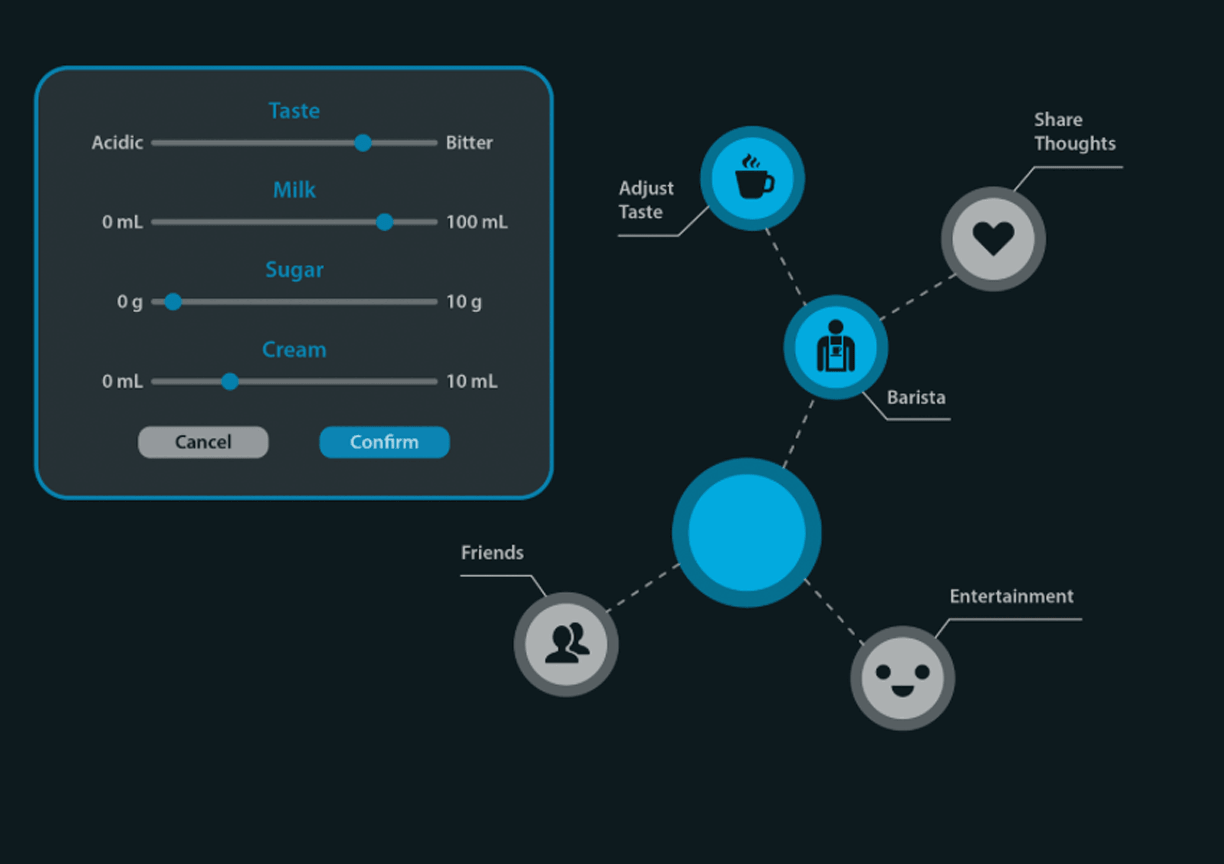 Taste
Acidic Bitter
Milk
0 mL 100 mL
Sugar
0 g 10 g
Cream
0 mL 10 mL
Cancel Confirm
Adjust
Taste
Share
Thoughts
Barista
Friends
Entertainment